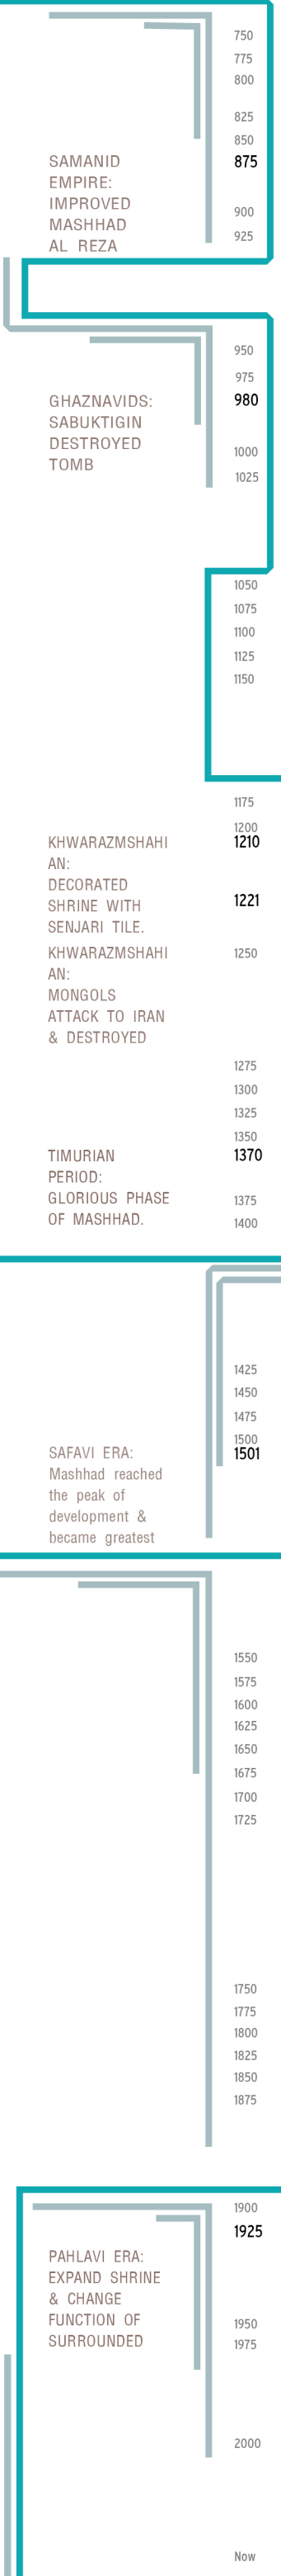 750
775
800
825
850
SAMANID 875
EMPIRE:
IMPROVED
MASHHAD 900
AL REZA 925
950
975
GHAZNAVIDS: 980
SABUKTIGIN
DESTROYED 1000
TOMB 1025
1050
1075
1100
1125
1150
1175
1200
KHWARAZMSHAHI 1210
AN:
DECORATED
SHRINE WITH 1221
SENJARI TILE.
KHWARAZMSHAHI 1250
AN:
MONGOLS
ATTACK TO IRAN
& DESTROYED
1275
1300
1325
1350
TIMURIAN 1370
PERIOD:
GLORIOUS PHASE 1375
OF MASHHAD. 1400
1425
1450
1475
1500
SAFAVI ERA: 1501
Mashhad reached
the peak of
development &
became greatest
1550
1575
1600
1625
1650
1675
1700
1725
1750
1775
1800
1825
1850
1875
1900
1925
PAHLAVI ERA:
EXPAND SHRINE
& CHANGE
FUNCTION OF 1950
SURROUNDED 1975
2000
Now